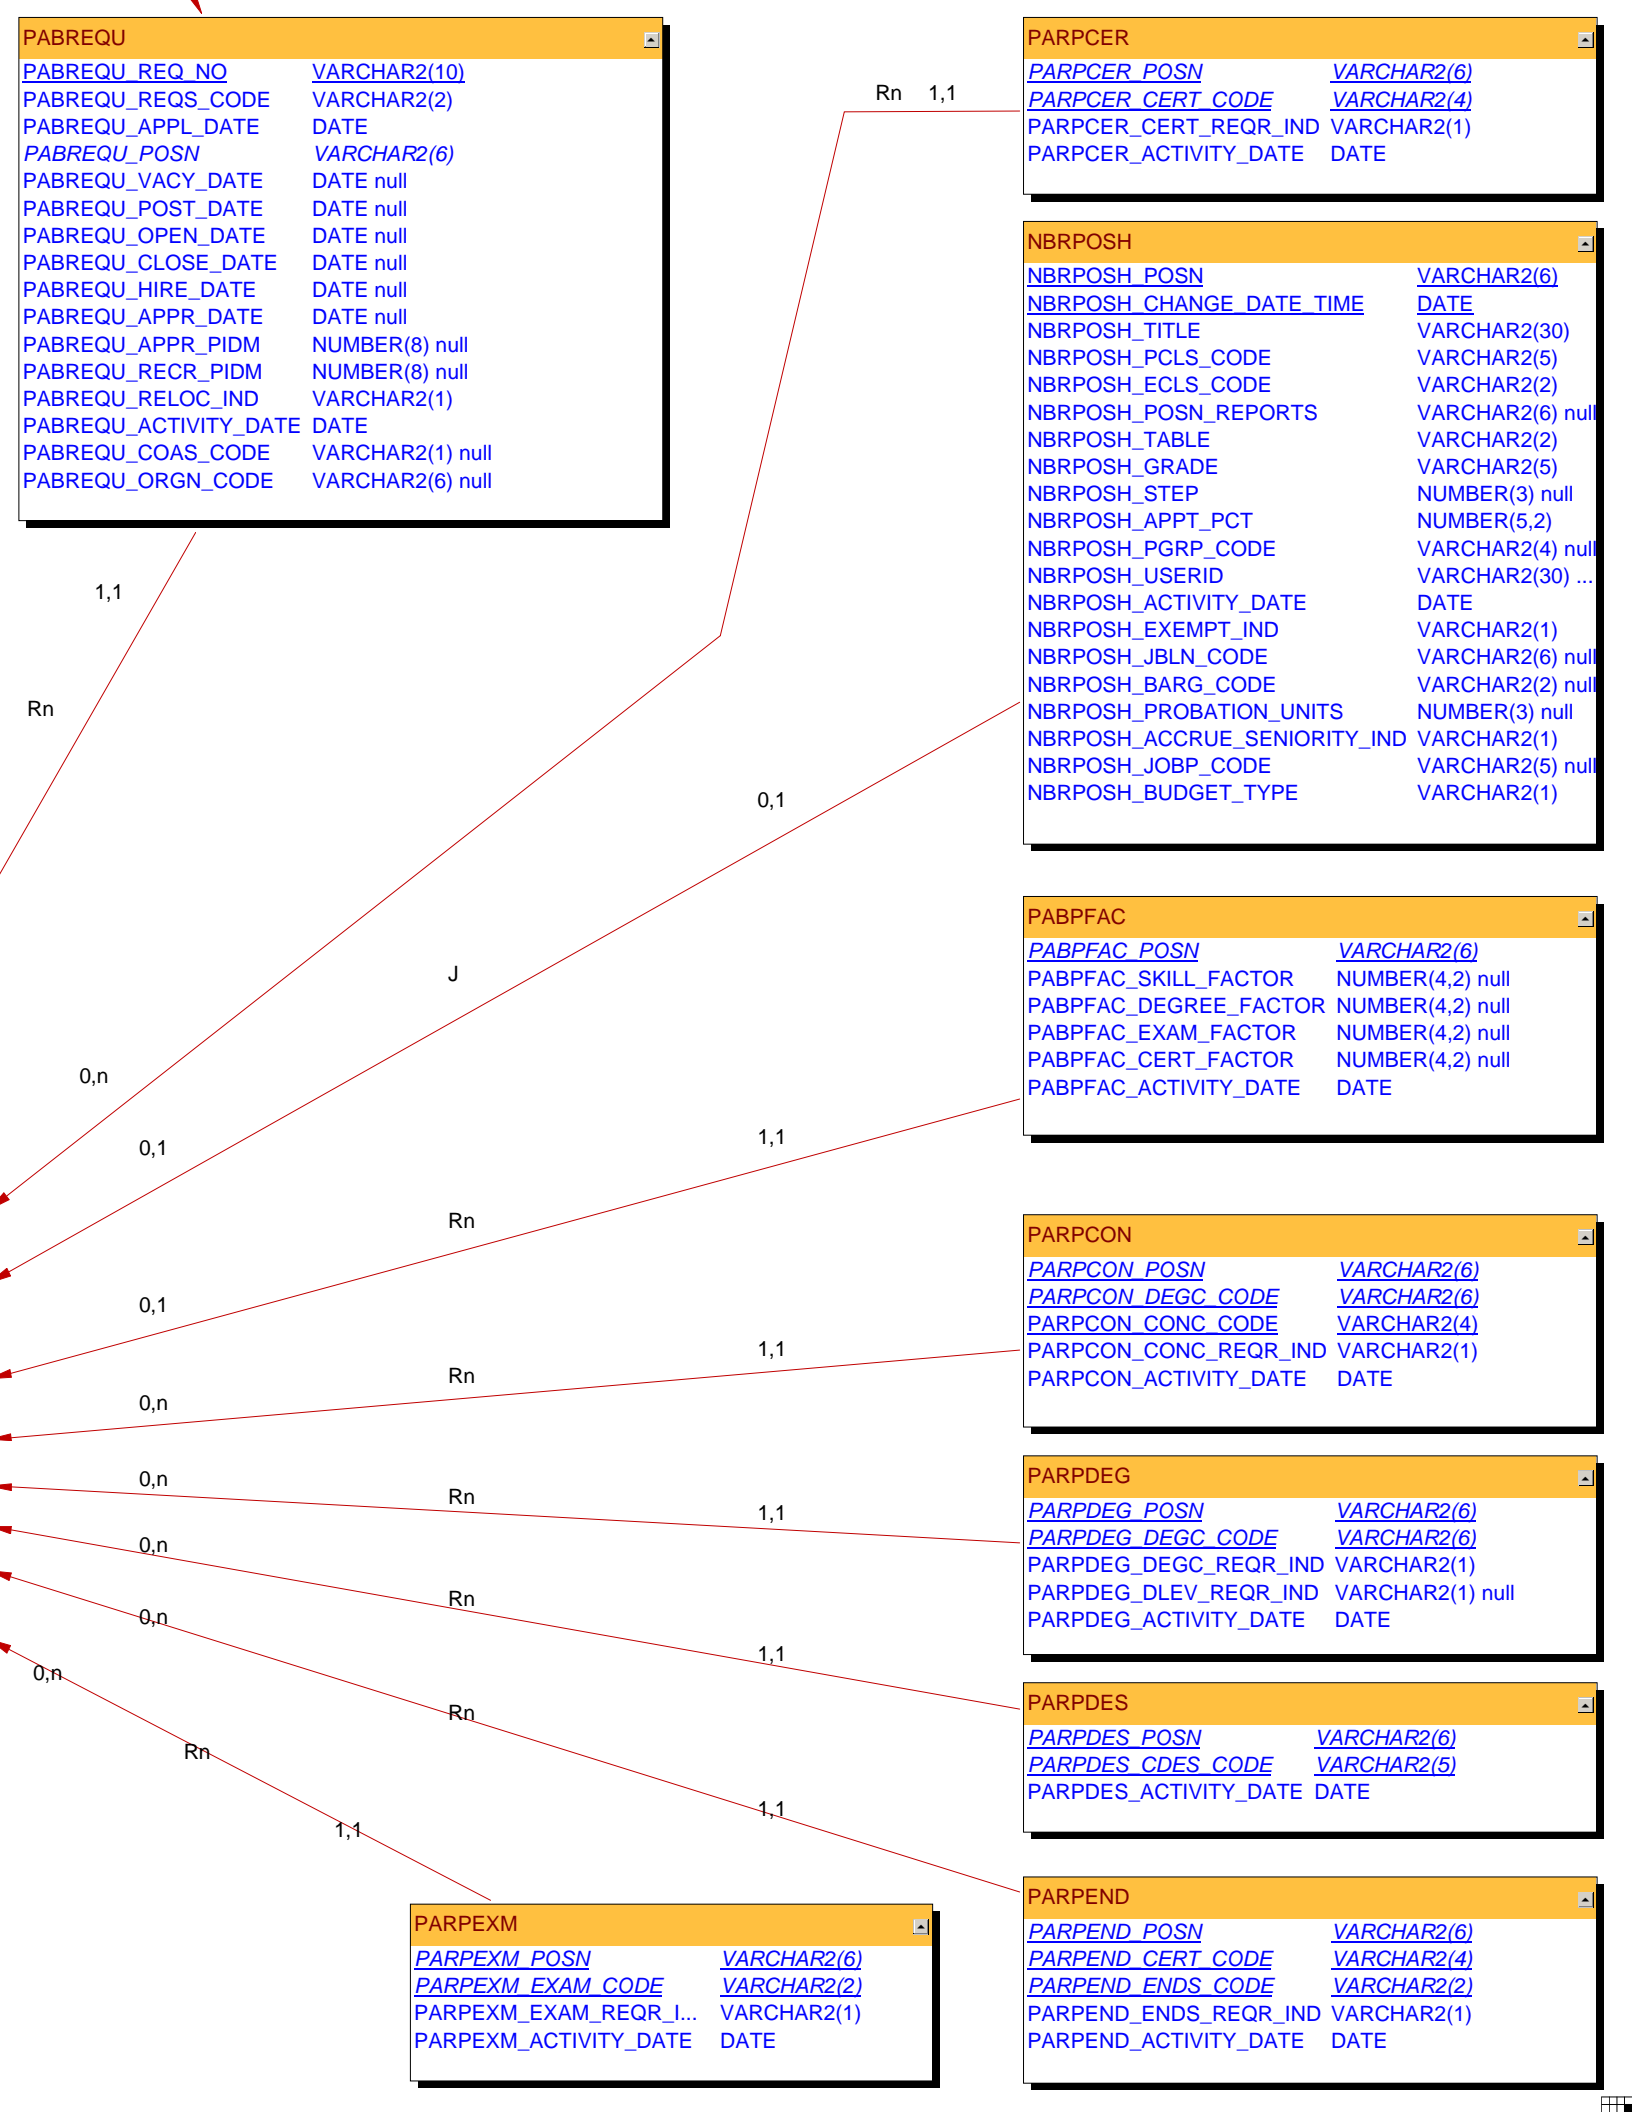 PABREQU
PABREQU_REQ_NO VARCHAR2(10)
PABREQU_REQS_CODE VARCHAR2(2)
PABREQU_APPL_DATE DATE
PABREQU_POSN VARCHAR2(6)
PABREQU_VACY_DATE DATE null
PABREQU_POST_DATE DATE null
PABREQU_OPEN_DATE DATE null
PABREQU_CLOSE_DATE DATE null
PABREQU_HIRE_DATE DATE null
PABREQU_APPR_DATE DATE null
PABREQU_APPR_PIDM NUMBER(8) null
PABREQU_RECR_PIDM NUMBER(8) null
PABREQU_RELOC_IND VARCHAR2(1)
PABREQU_ACTIVITY_DATE DATE
PABREQU_COAS_CODE VARCHAR2(1) null
PABREQU_ORGN_CODE VARCHAR2(6) null
1,1
Rn
Rn 1,1
0,n
0,1
J
0,1
1,1
Rn
0,1
1,1
Rn
0,n
0,n
Rn
1,1
0,n
Rn
1,1
0,n
Rn
1,1
0,n
Rn
1,1
PARPCER
PARPCER_POSN VARCHAR2(6)
PARPCER_CERT_CODE VARCHAR2(4)
PARPCER_CERT_REQR_IND VARCHAR2(1)
PARPCER_ACTIVITY_DATE DATE
NBRPOSH
NBRPOSH_POSN VARCHAR2(6)
NBRPOSH_CHANGE_DATE_TIME DATE
NBRPOSH_TITLE VARCHAR2(30)
NBRPOSH_PCLS_CODE VARCHAR2(5)
NBRPOSH_ECLS_CODE VARCHAR2(2)
NBRPOSH_POSN_REPORTS VARCHAR2(6) null
NBRPOSH_TABLE VARCHAR2(2)
NBRPOSH_GRADE VARCHAR2(5)
NBRPOSH_STEP NUMBER(3) null
NBRPOSH_APPT_PCT NUMBER(5,2)
NBRPOSH_PGRP_CODE VARCHAR2(4) null
NBRPOSH_USERID VARCHAR2(30) ...
NBRPOSH_ACTIVITY_DATE DATE
NBRPOSH_EXEMPT_IND VARCHAR2(1)
NBRPOSH_JBLN_CODE VARCHAR2(6) null
NBRPOSH_BARG_CODE VARCHAR2(2) null
NBRPOSH_PROBATION_UNITS NUMBER(3) null
NBRPOSH_ACCRUE_SENIORITY_IND VARCHAR2(1)
NBRPOSH_JOBP_CODE VARCHAR2(5) null
NBRPOSH_BUDGET_TYPE VARCHAR2(1)
PABPFAC
PABPFAC_POSN VARCHAR2(6)
PABPFAC_SKILL_FACTOR NUMBER(4,2) null
PABPFAC_DEGREE_FACTOR NUMBER(4,2) null
PABPFAC_EXAM_FACTOR NUMBER(4,2) null
PABPFAC_CERT_FACTOR NUMBER(4,2) null
PABPFAC_ACTIVITY_DATE DATE
PARPCON
PARPCON_POSN VARCHAR2(6)
PARPCON_DEGC_CODE VARCHAR2(6)
PARPCON_CONC_CODE VARCHAR2(4)
PARPCON_CONC_REQR_IND VARCHAR2(1)
PARPCON_ACTIVITY_DATE DATE
PARPDEG
PARPDEG_POSN VARCHAR2(6)
PARPDEG_DEGC_CODE VARCHAR2(6)
PARPDEG_DEGC_REQR_IND VARCHAR2(1)
PARPDEG_DLEV_REQR_IND VARCHAR2(1) null
PARPDEG_ACTIVITY_DATE DATE
PARPDES
PARPDES_POSN VARCHAR2(6)
PARPDES_CDES_CODE VARCHAR2(5)
PARPDES_ACTIVITY_DATE DATE
PARPEXM
PARPEXM_POSN VARCHAR2(6)
PARPEXM_EXAM_CODE VARCHAR2(2)
PARPEXM_EXAM_REQR_I... VARCHAR2(1)
PARPEXM_ACTIVITY_DATE DATE
PARPEND
PARPEND_POSN VARCHAR2(6)
PARPEND_CERT_CODE VARCHAR2(4)
PARPEND_ENDS_CODE VARCHAR2(2)
PARPEND_ENDS_REQR_IND VARCHAR2(1)
PARPEND_ACTIVITY_DATE DATE